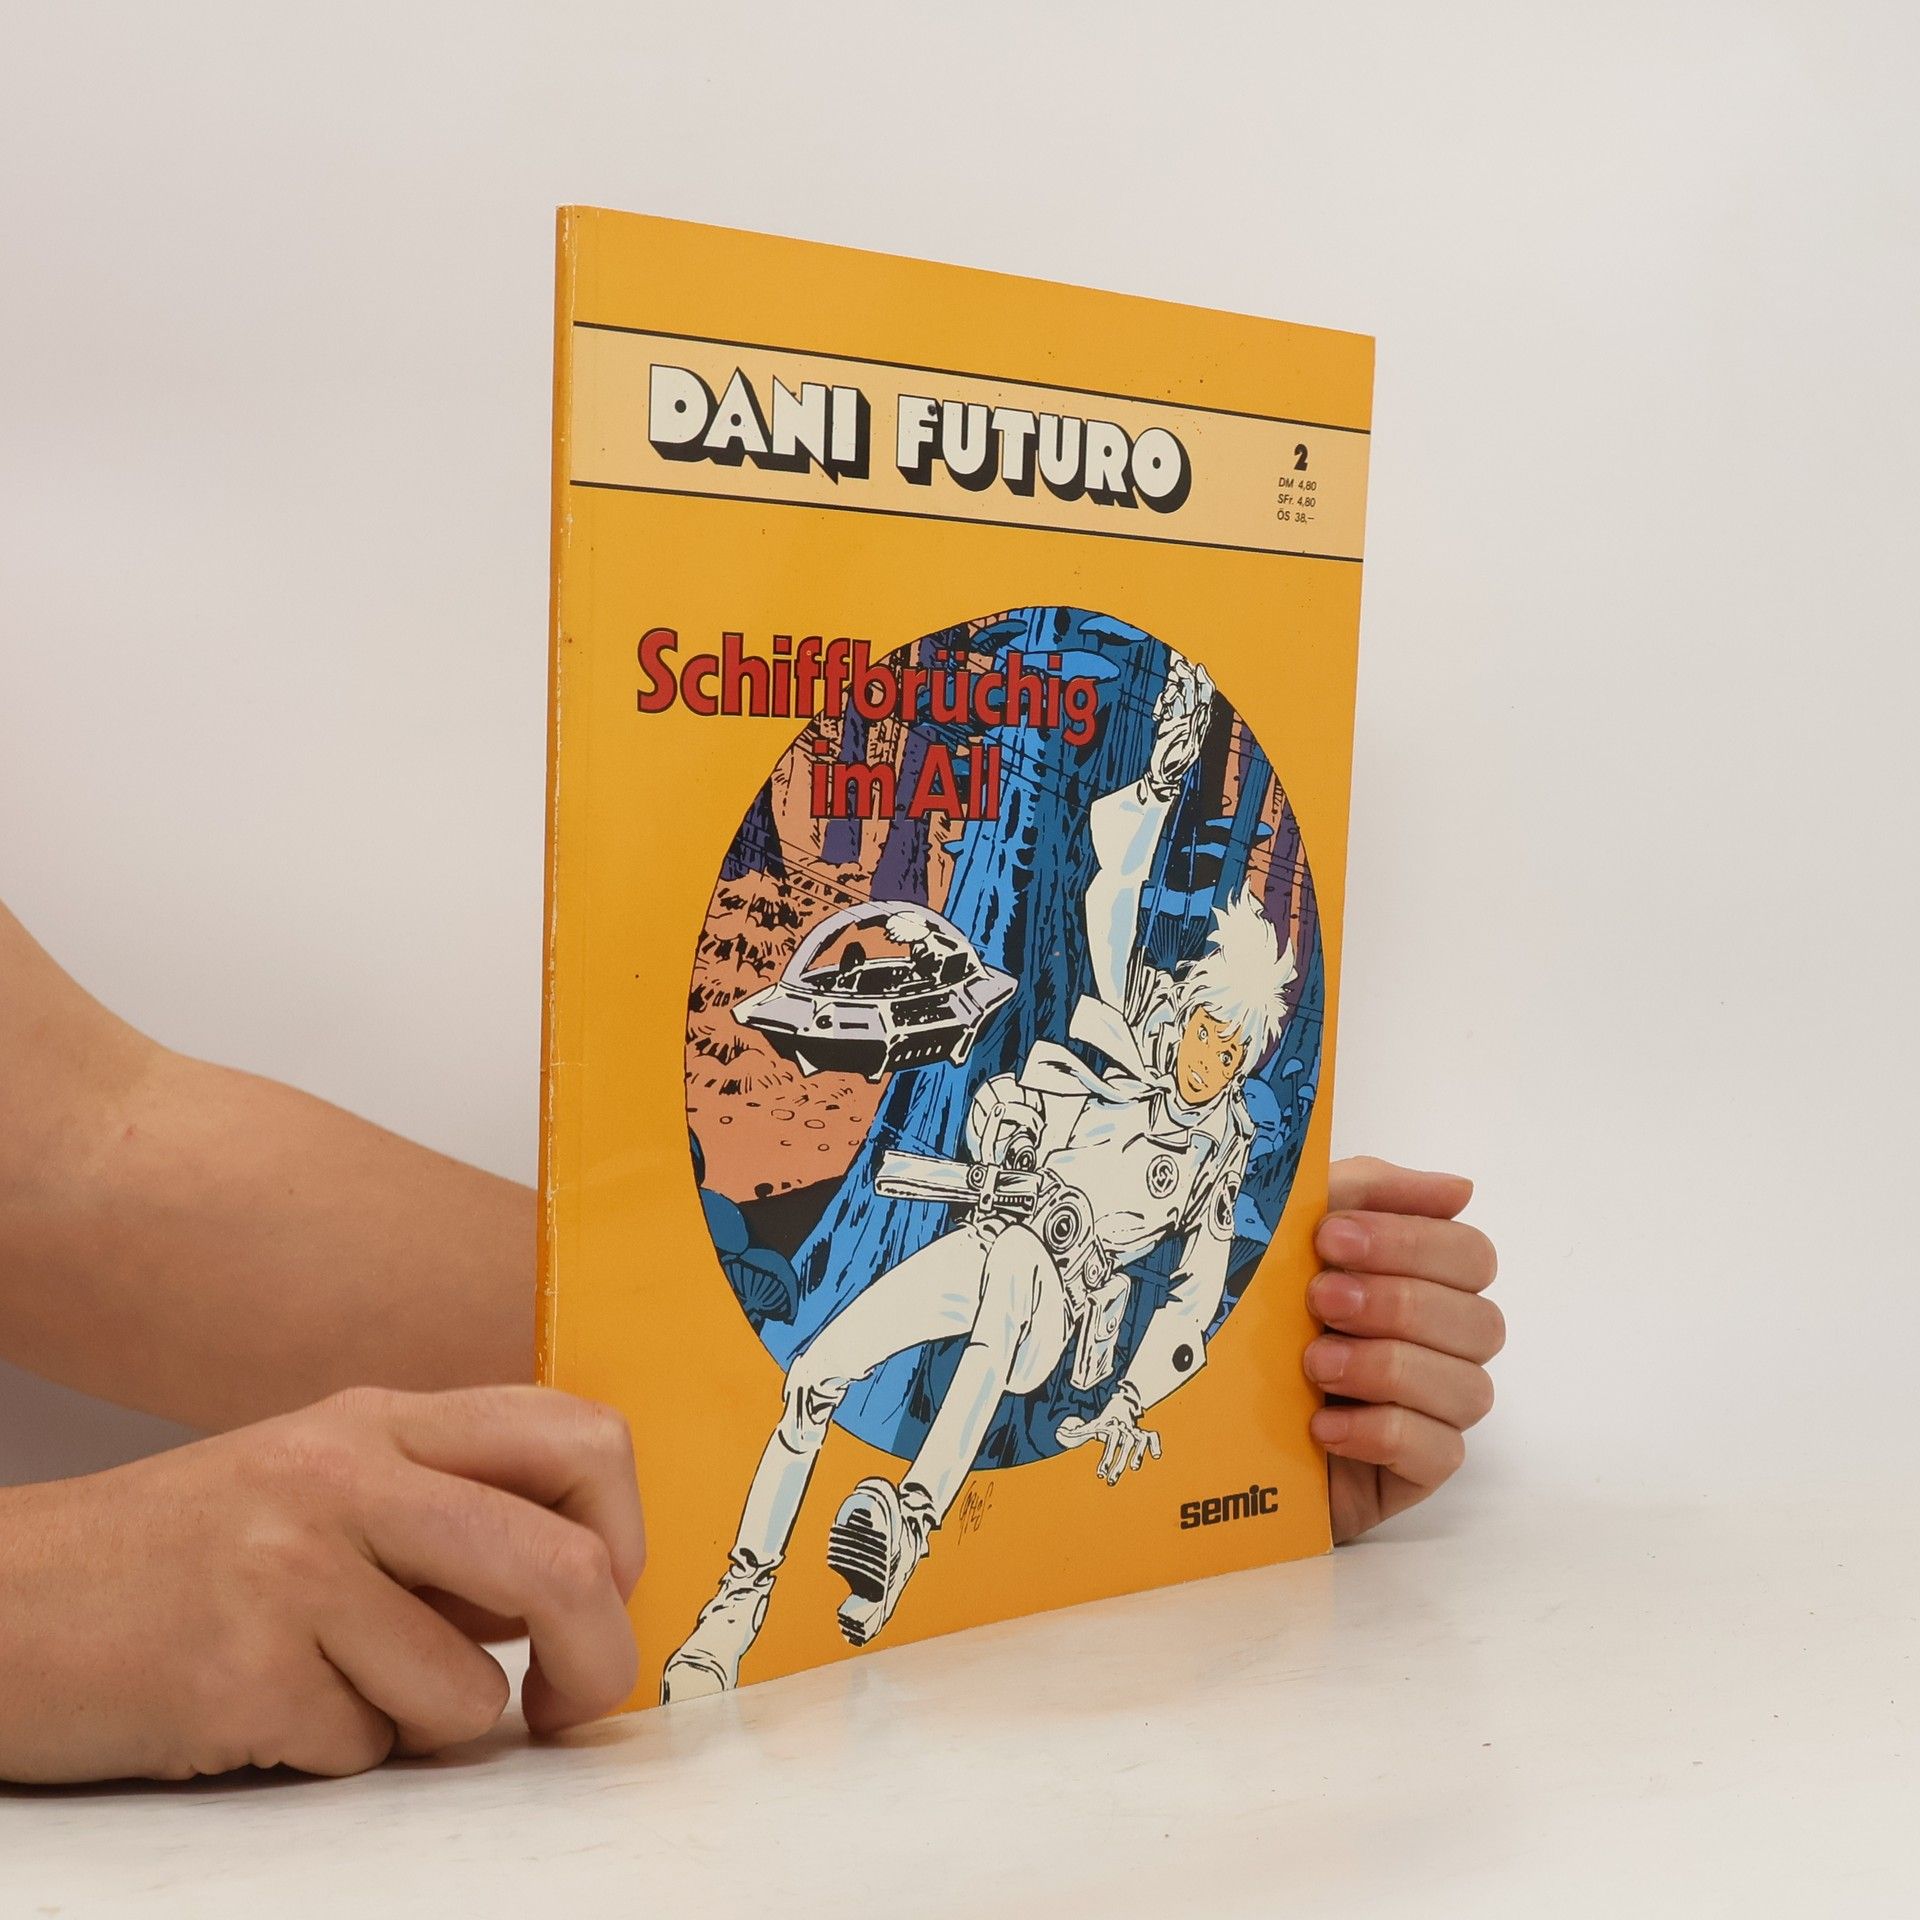 DANI FUTURO
2
DM 4,80
SFr. 4,80
ÖS 38,–
Schiffbrüchig
im All
semic